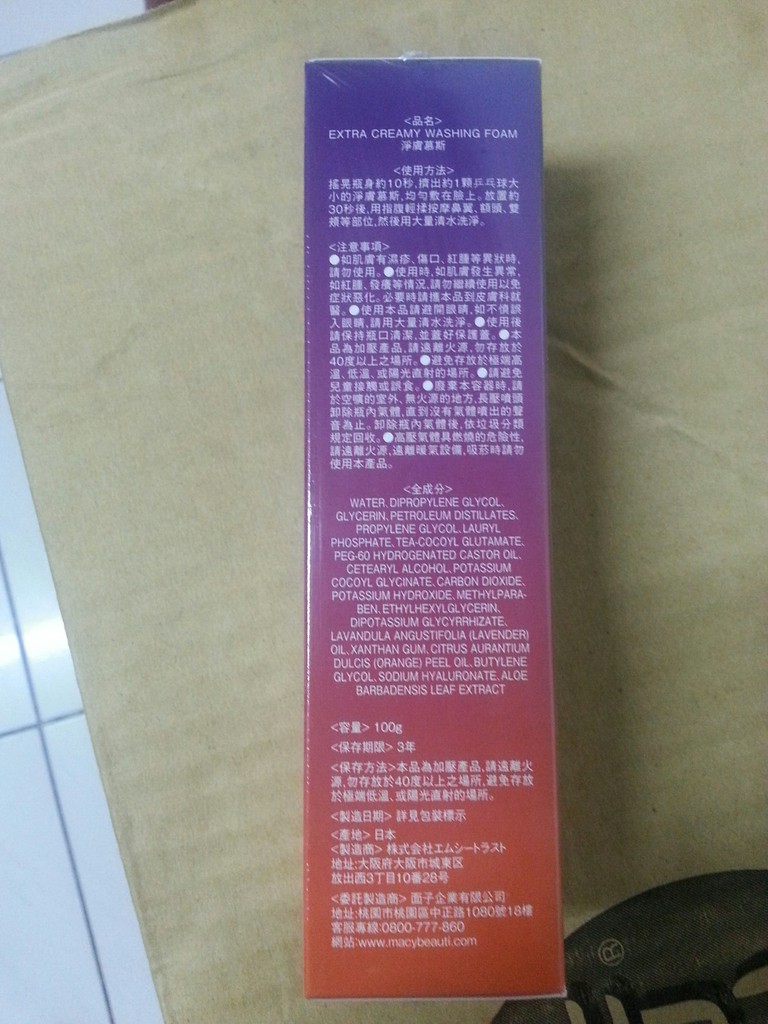 <品名>
EXTRA CREAMY WASHING FOAM
淨膚慕斯
<使用方法>
搖晃瓶身約10秒,擠出約1顆乒乓球大
小的淨膚慕斯,均勻敷在臉上。放置約
30秒後,用指腹輕揉按摩鼻翼、額頭、雙
頰等部位,然後用大量清水洗淨。
<注意事項>
●如肌膚有濕疹、傷口、紅腫等異狀時,
請勿使用。●使用時,如肌膚發生異常,
如紅腫、發癢等情況,請勿繼續使用以免
症狀惡化。必要時請攜本品到皮膚科就
醫。●使用本品請避開眼睛,如不慎誤
入眼睛,請用大量清水洗淨。●使用後
請保持瓶口清潔,並蓋好保護蓋。●本
品為加壓產品,請遠離火源,勿存放於
40度以上之場所。●避免存放於極端高
溫、低溫、或陽光直射的場所。●請避免
兒童接觸或誤食。●廢棄本容器時,請
於空曠的室外、無火源的地方,長壓噴頭
卸除瓶內氣體,直到沒有氣體噴出的聲
音為止。卸除瓶內氣體後,依垃圾分類
規定回收。●高壓氣體具燃燒的危險性,
請遠離火源,遠離暖氣設備,吸菸時請勿
使用本產品。
<全成分>
WATER, DIPROPYLENE GLYCOL,
GLYCERIN, PETROLEUM DISTILLATES,
PROPYLENE GLYCOL, LAURYL
PHOSPHATE, TEA-COCOYL GLUTAMATE,
PEG-60 HYDROGENATED CASTOR OIL,
CETEARYL ALCOHOL, POTASSIUM
COCOYL GLYCINATE, CARBON DIOXIDE,
POTASSIUM HYDROXIDE, METHYLPARA-
BEN, ETHYLHEXYLGLYCERIN,
DIPOTASSIUM GLYCYRRHIZATE,
LAVANDULA ANGUSTIFOLIA (LAVENDER)
OIL, XANTHAN GUM, CITRUS AURANTIUM
DULCIS (ORANGE) PEEL OIL, BUTYLENE
GLYCOL, SODIUM HYALURONATE, ALOE
BARBADENSIS LEAF EXTRACT
<容量> 100g
<保存期限> 3年
<保存方法>本品為加壓產品,請遠離火
源,勿存放於40度以上之場所,避免存放
於極端低溫、或陽光直射的場所。
<製造日期> 詳見包裝標示
<產地> 日本
<製造商> 株式会社エムシートラスト
地址:大阪府大阪市城東区
放出西3丁目10番28号
<委託製造商> 面子企業有限公司
地址:桃園市桃園區中正路1080號18樓
客服專線:0800-777-860
網站:www.macybeauti.com
®